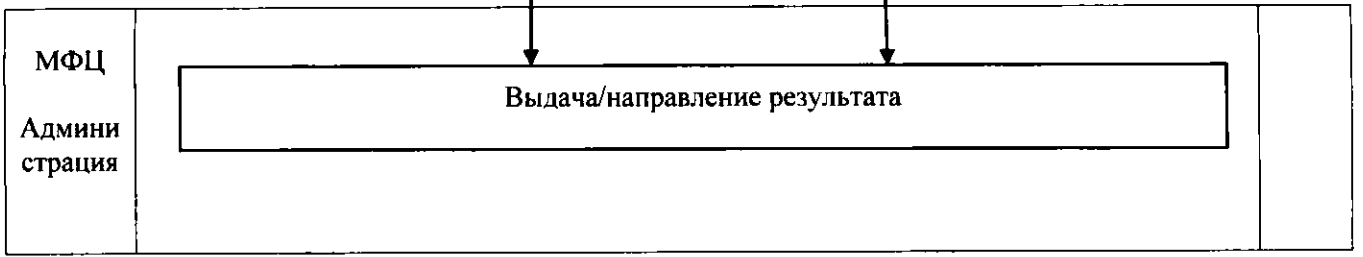 МФЦ
Админи
страция
Выдача/направление результата